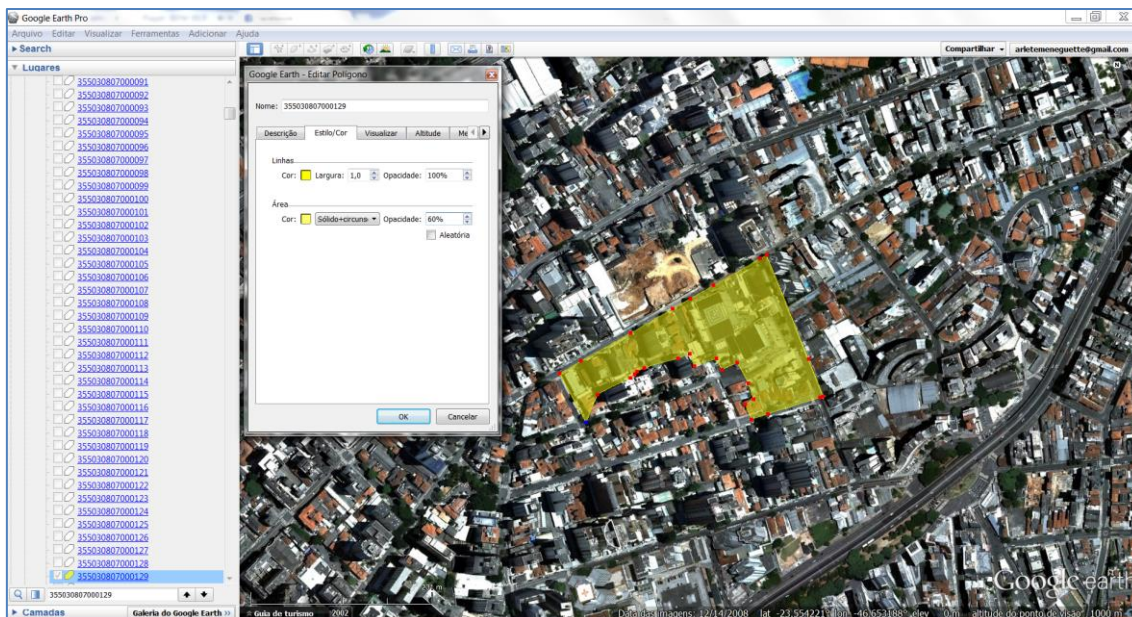 Google Earth Pro
Arquivo Editar Visualizar Ferramentas Adicionar Ajuda
Search
Compartilhar
arletemeneguette@gmail.com
Lugares
355030807000091
355030807000092
355030807000093
355030807000094
355030807000095
355030807000096
355030807000097
355030807000098
355030807000099
355030807000100
355030807000101
355030807000102
355030807000103
355030807000104
355030807000105
355030807000106
355030807000107
355030807000108
355030807000109
355030807000110
355030807000111
355030807000112
355030807000113
355030807000114
355030807000115
355030807000116
355030807000117
355030807000118
355030807000119
355030807000120
355030807000121
355030807000122
355030807000123
355030807000124
355030807000125
355030807000126
355030807000127
355030807000128
355030807000129
355030807000129
Camadas
Galeria do Google Earth >>
Google Earth - Editar Polígono
Nome: 355030807000129
Descrição Estilo/Cor Visualizar Altitude Me
Linhas
Cor: Largura: 1,0 Opacidade: 100%
Área
Cor: Sólido+circuns Opacidade: 60%
Aleatória
OK Cancelar
N
Google earth
Guia de turismo 2002 Data das imagens: 12/14/2008 lat -23.554221 lon -46.653188 elev 0 m altitude do ponto de visão 1000 m